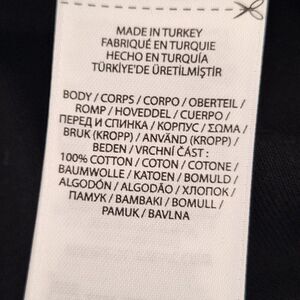 MADE IN TURKEY
FABRIQUÉ EN TURQUIE
HECHO EN TURQUÍA
TÜRKİYE'DE ÜRETİLMİŞTİR
BODY / CORPS / CORPO / OBERTEIL /
ROMP / HOVEDDEL / CUERPO /
ПЕРЕД И СПИНКА / КОРПУС / ΣΩΜΑ /
BRUK (KROPP) / ANVÄND (KROPP) /
BEDEN / VRCHNÍ ČÁST :
100% COTTON / COTON / COTONE /
BAUMWOLLE / KATOEN / BOMULD /
ALGODÓN / ALGODÃO / ХЛОПОК /
ПАМУК / BAMBAKI / BOMULL /
PAMUK / BAVLNA